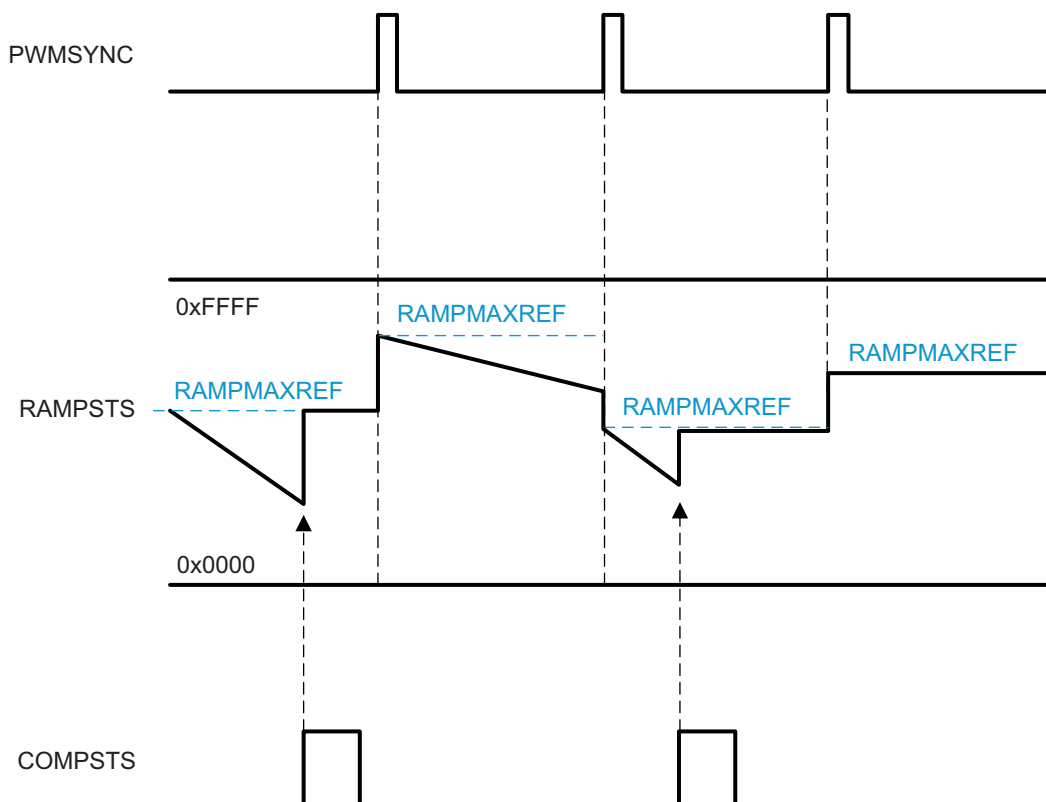 PWMSYNC
0xFFFF
RAMPMAXREF
RAMPMAXREF
RAMPMAXREF
RAMPMAXREF
RAMPSTS
0x0000
COMPSTS